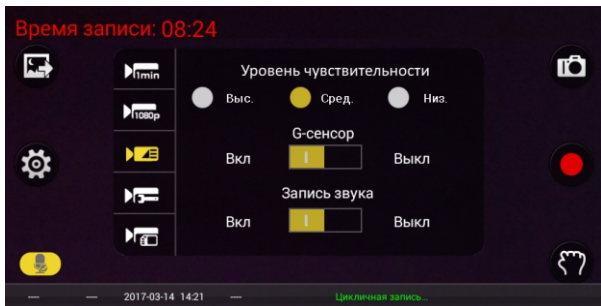 Время записи: 08:24
1min
1080p
Уровень чувствительности
Выс. Сред. Низ.
G-сенсор
Вкл Выкл
Запись звука
Вкл Выкл
— — 2017-03-14 14:21 — Цикличная запись...